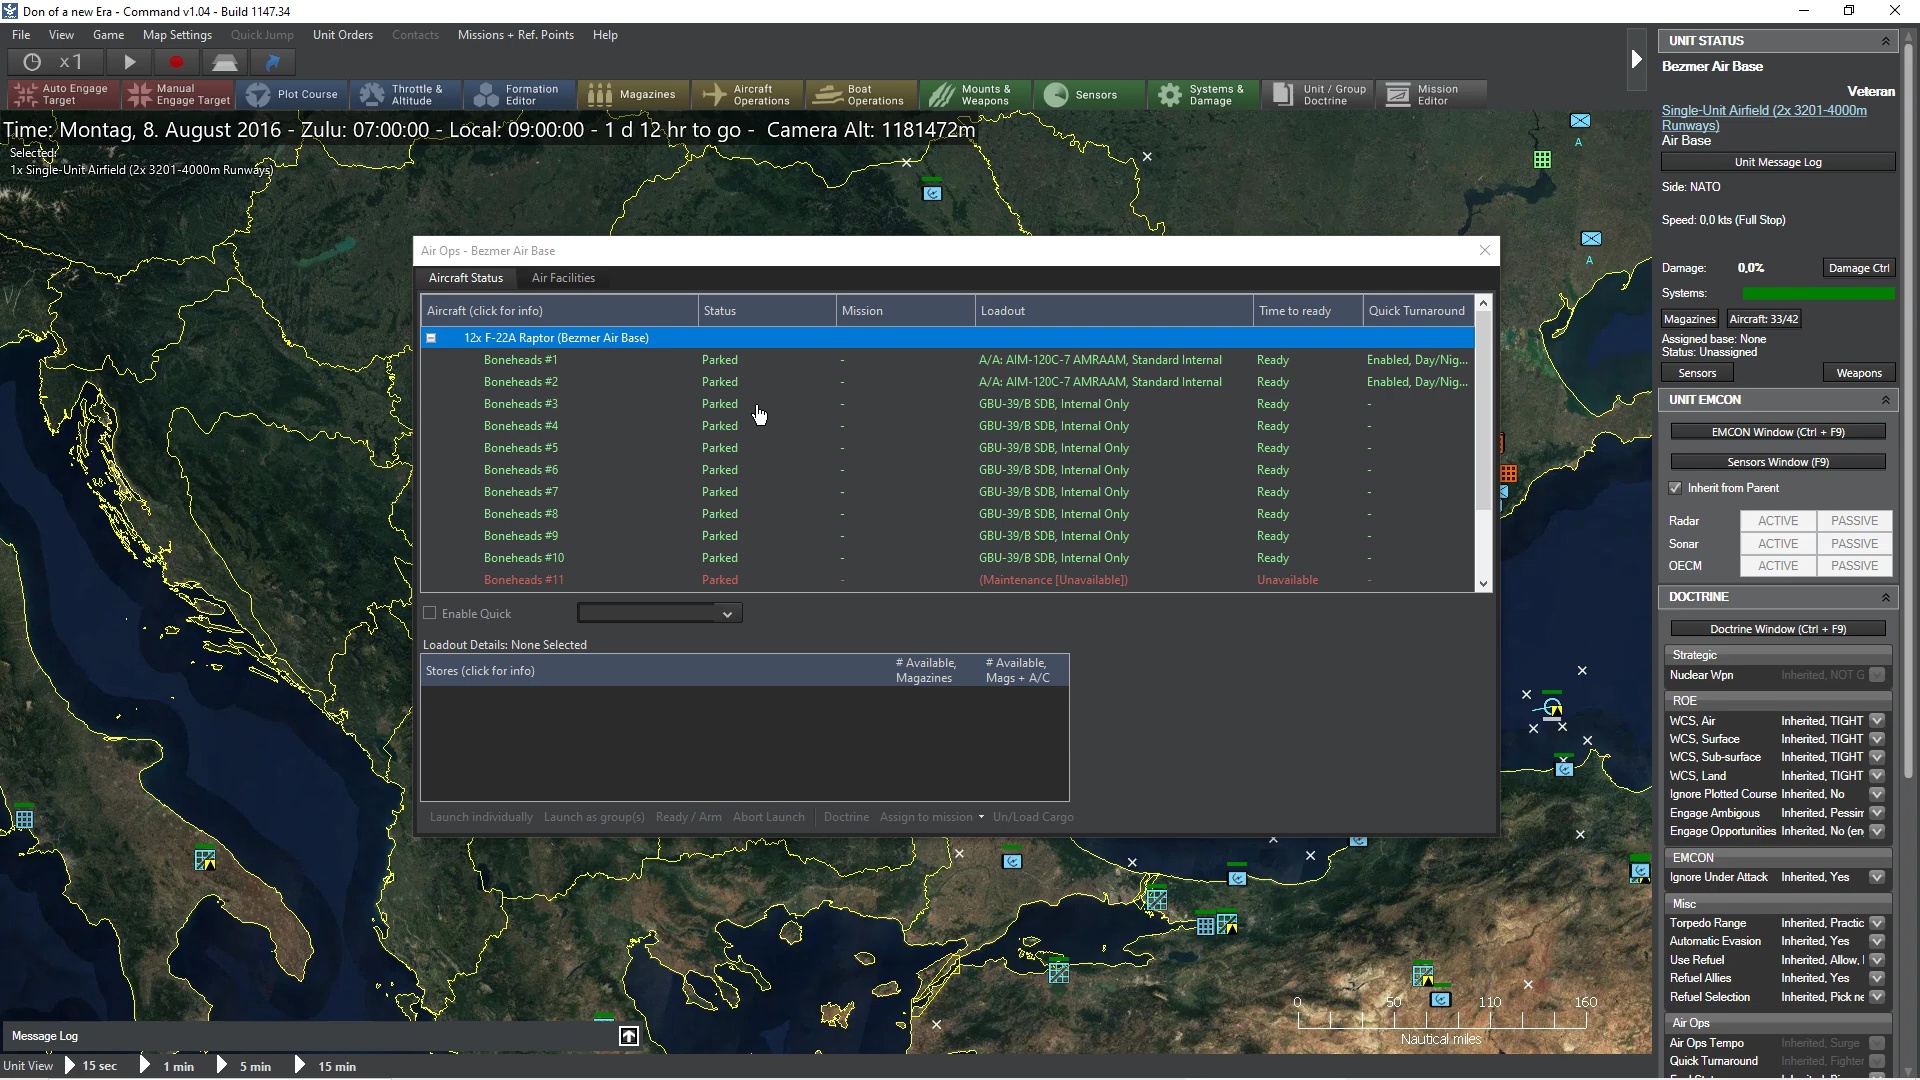 Don of a new Era - Command v1.04 - Build 1147.34
File View Game Map Settings Quick Jump Unit Orders Contacts Missions + Ref. Points Help
x1
Auto Engage Target
Manual Engage Target
Plot Course
Throttle & Altitude
Formation Editor
Magazines
Aircraft Operations
Boat Operations
Mounts & Weapons
Sensors
Systems & Damage
Unit / Group Doctrine
Mission Editor
Time: Montag, 8. August 2016 - Zulu: 07:00:00 - Local: 09:00:00 - 1 d 12 hr to go - Camera Alt: 1181472m
Selected:
1x Single-Unit Airfield (2x 3201-4000m Runways)
A
A
Air Ops - Bezmer Air Base
Aircraft Status Air Facilities
Aircraft (click for info) Status Mission Loadout Time to ready Quick Turnaround
12x F-22A Raptor (Bezmer Air Base)
Boneheads #1 Parked - A/A: AIM-120C-7 AMRAAM, Standard Internal Ready Enabled, Day/Nig...
Boneheads #2 Parked - A/A: AIM-120C-7 AMRAAM, Standard Internal Ready Enabled, Day/Nig...
Boneheads #3 Parked - GBU-39/B SDB, Internal Only Ready -
Boneheads #4 Parked - GBU-39/B SDB, Internal Only Ready -
Boneheads #5 Parked - GBU-39/B SDB, Internal Only Ready -
Boneheads #6 Parked - GBU-39/B SDB, Internal Only Ready -
Boneheads #7 Parked - GBU-39/B SDB, Internal Only Ready -
Boneheads #8 Parked - GBU-39/B SDB, Internal Only Ready -
Boneheads #9 Parked - GBU-39/B SDB, Internal Only Ready -
Boneheads #10 Parked - GBU-39/B SDB, Internal Only Ready -
Boneheads #11 Parked - (Maintenance [Unavailable]) Unavailable -
Enable Quick
Loadout Details: None Selected
Stores (click for info) # Available, Magazines # Available, Mags + A/C
Launch individually Launch as group(s) Ready / Arm Abort Launch Doctrine Assign to mission Un/Load Cargo
0 50 110 160
Nautical miles
Message Log
Unit View 15 sec 1 min 5 min 15 min
UNIT STATUS
Bezmer Air Base
Veteran
Single-Unit Airfield (2x 3201-4000m
Runways)
Air Base
Unit Message Log
Side: NATO
Speed: 0,0 kts (Full Stop)
Damage: 0,0% Damage Ctrl
Systems:
Magazines Aircraft: 33/42
Assigned base: None
Status: Unassigned
Sensors Weapons
UNIT EMCON
EMCON Window (Ctrl + F9)
Sensors Window (F9)
Inherit from Parent
Radar ACTIVE PASSIVE
Sonar ACTIVE PASSIVE
OECM ACTIVE PASSIVE
DOCTRINE
Doctrine Window (Ctrl + F9)
Strategic
Nuclear Wpn Inherited, NOT G
ROE
WCS, Air Inherited, TIGHT
WCS, Surface Inherited, TIGHT
WCS, Sub-surface Inherited, TIGHT
WCS, Land Inherited, TIGHT
Ignore Plotted Course Inherited, No
Engage Ambigous Inherited, Pessim
Engage Opportunities Inherited, No (en
EMCON
Ignore Under Attack Inherited, Yes
Misc
Torpedo Range Inherited, Practic
Automatic Evasion Inherited, Yes
Use Refuel Inherited, Allow,
Refuel Allies Inherited, Yes
Refuel Selection Inherited, Pick ne
Air Ops
Air Ops Tempo Inherited, Surge
Quick Turnaround Inherited, Fighter